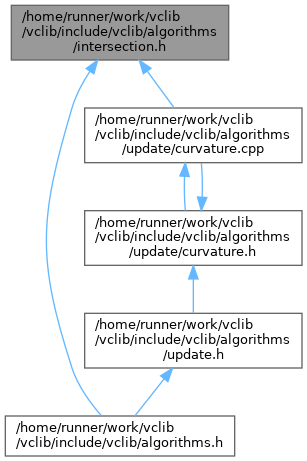 /home/runner/work/vclib
/vclib/include/vclib/algorithms
/intersection.h
/home/runner/work/vclib
/vclib/include/vclib/algorithms
/update/curvature.cpp
/home/runner/work/vclib
/vclib/include/vclib/algorithms
/update/curvature.h
/home/runner/work/vclib
/vclib/include/vclib/algorithms
/update.h
/home/runner/work/vclib
/vclib/include/vclib/algorithms.h